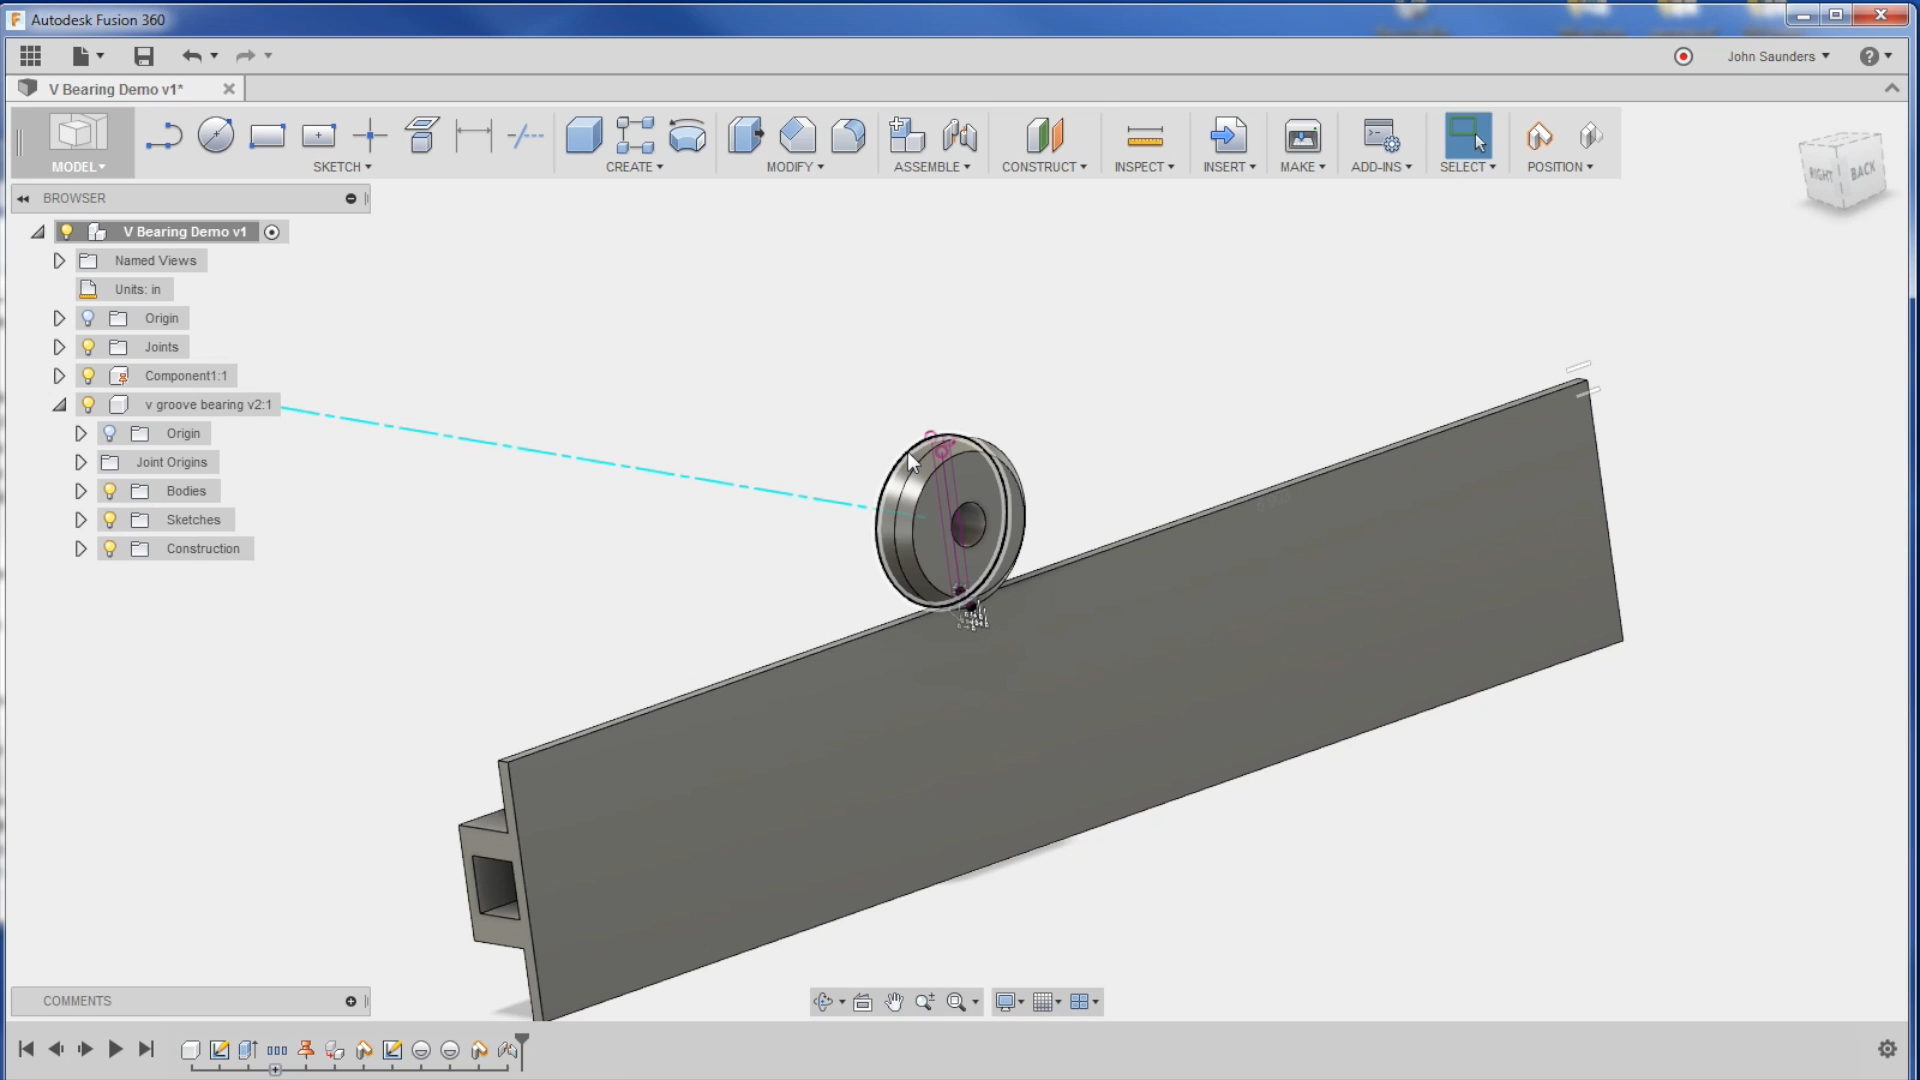 Autodesk Fusion 360
John Saunders
V Bearing Demo v1*
MODEL
SKETCH
CREATE
MODIFY
ASSEMBLE
CONSTRUCT
INSPECT
INSERT
MAKE
ADD-INS
SELECT
POSITION
RIGHT
BACK
BROWSER
V Bearing Demo v1
Named Views
Units: in
Origin
Joints
Component1:1
v groove bearing v2:1
Origin
Joint Origins
Bodies
Sketches
Construction
COMMENTS